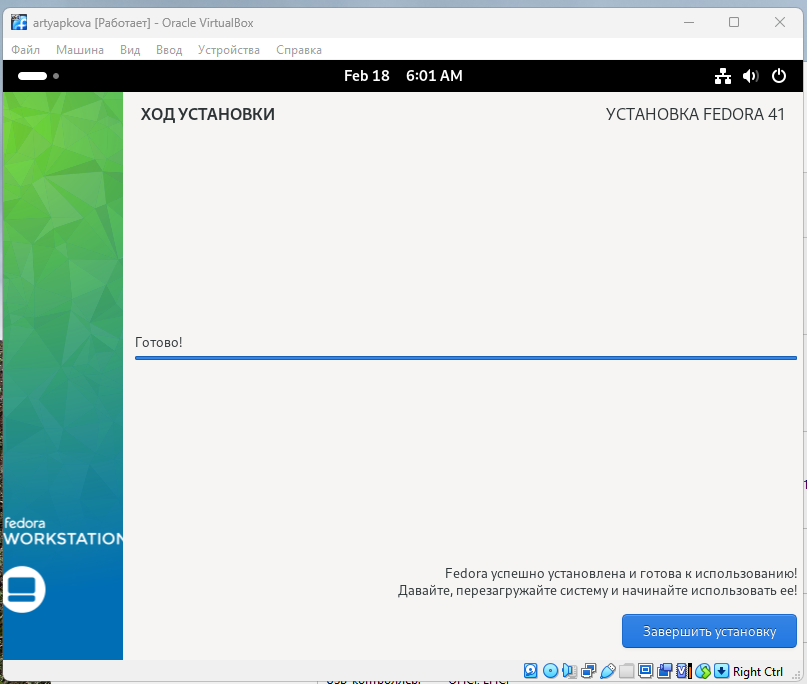 artyapkova [Работает] - Oracle VirtualBox
Файл Машина Вид Ввод Устройства Справка
Feb 18 6:01 AM
ХОД УСТАНОВКИ
УСТАНОВКА FEDORA 41
Готово!
fedora
WORKSTATION
Fedora успешно установлена и готова к использованию!
Давайте, перезагружайте систему и начинайте использовать ее!
Завершить установку
Right Ctrl